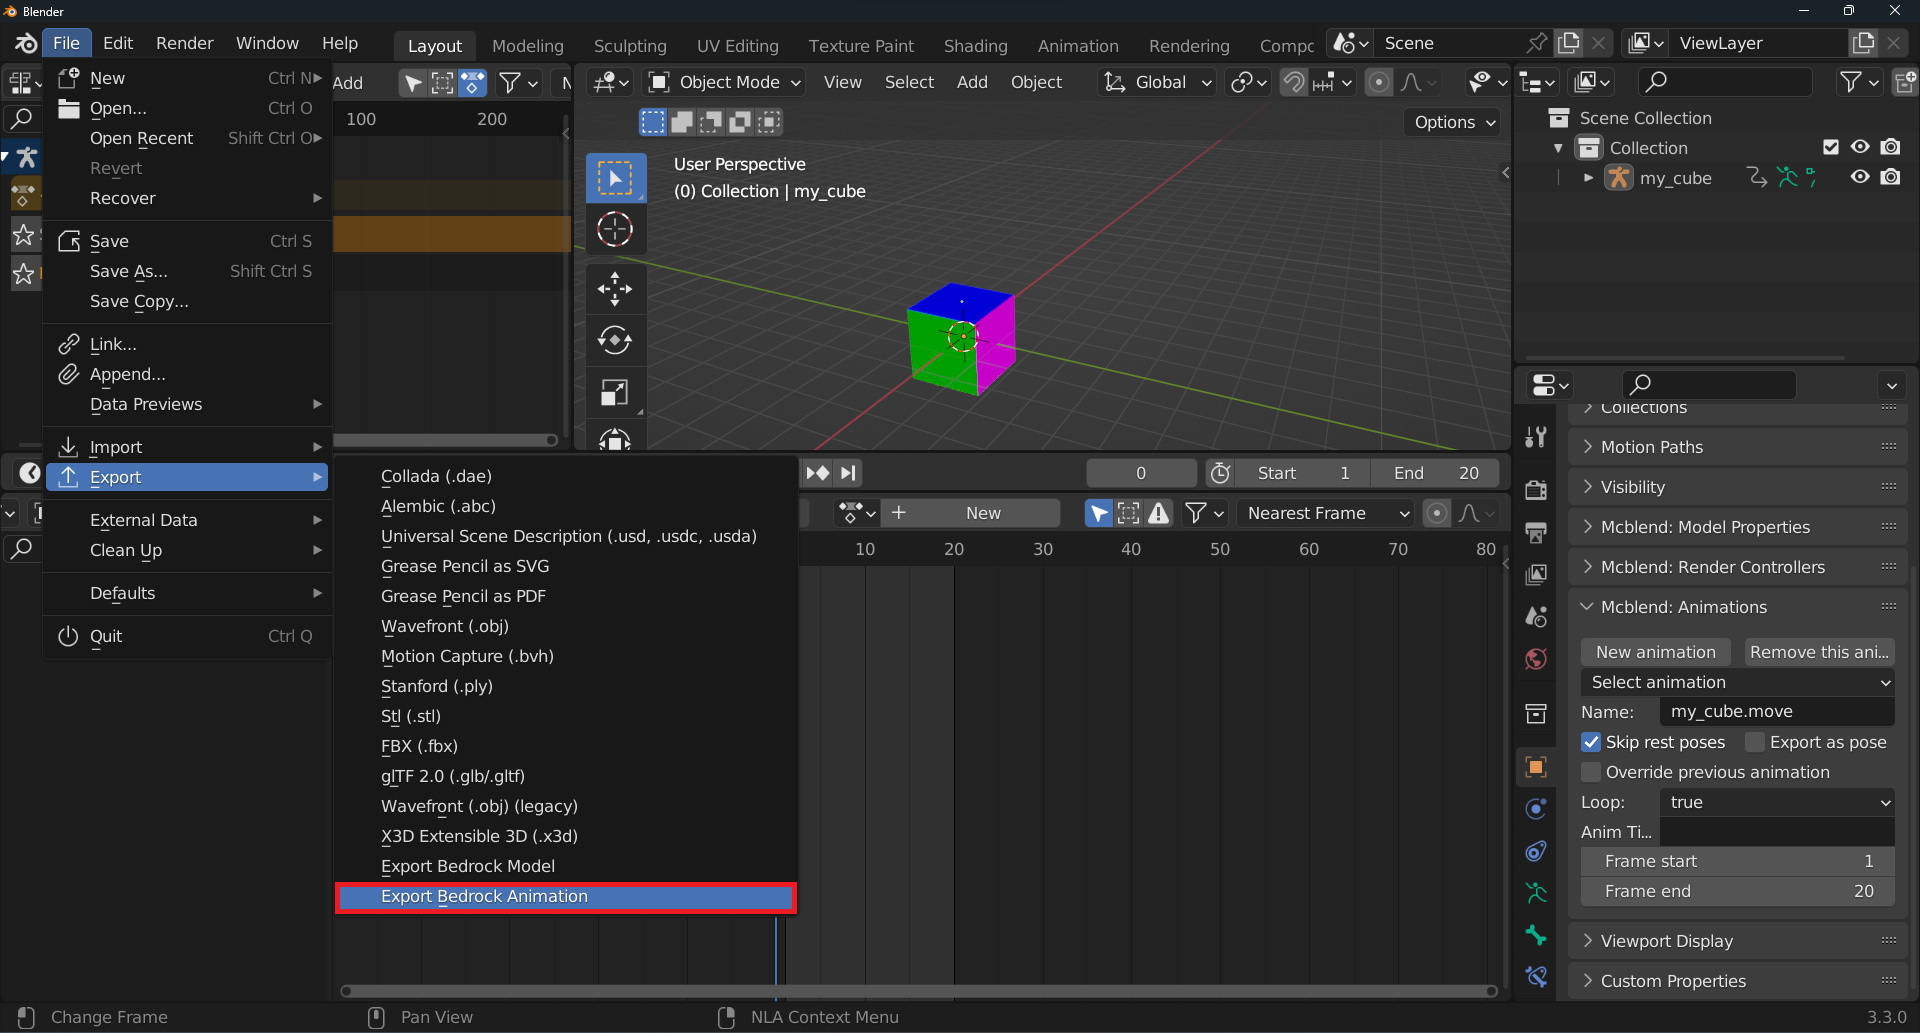 Blender
File Edit Render Window Help
Layout Modeling Sculpting UV Editing Texture Paint Shading Animation Rendering Compc
Scene
ViewLayer
New Ctrl N
Open... Ctrl O
Open Recent Shift Ctrl O
Revert
Recover
Save Ctrl S
Save As... Shift Ctrl S
Save Copy...
Link...
Append...
Data Previews
Import
Export
External Data
Clean Up
Defaults
Quit Ctrl Q
Add
N
100 200
Object Mode View Select Add Object Global
Options
User Perspective
(0) Collection | my_cube
Scene Collection
Collection
my_cube
Collada (.dae)
Alembic (.abc)
Universal Scene Description (.usd, .usdc, .usda)
Grease Pencil as SVG
Grease Pencil as PDF
Wavefront (.obj)
Motion Capture (.bvh)
Stanford (.ply)
Stl (.stl)
FBX (.fbx)
glTF 2.0 (.glb/.gltf)
Wavefront (.obj) (legacy)
X3D Extensible 3D (.x3d)
Export Bedrock Model
Export Bedrock Animation
0 Start 1 End 20
New Nearest Frame
10 20 30 40 50 60 70 80
Collections
Motion Paths
Visibility
Mcblend: Model Properties
Mcblend: Render Controllers
Mcblend: Animations
New animation Remove this ani...
Select animation
Name: my_cube.move
Skip rest poses Export as pose
Override previous animation
Loop: true
Anim Ti...
Frame start 1
Frame end 20
Viewport Display
Custom Properties
Change Frame Pan View NLA Context Menu 3.3.0